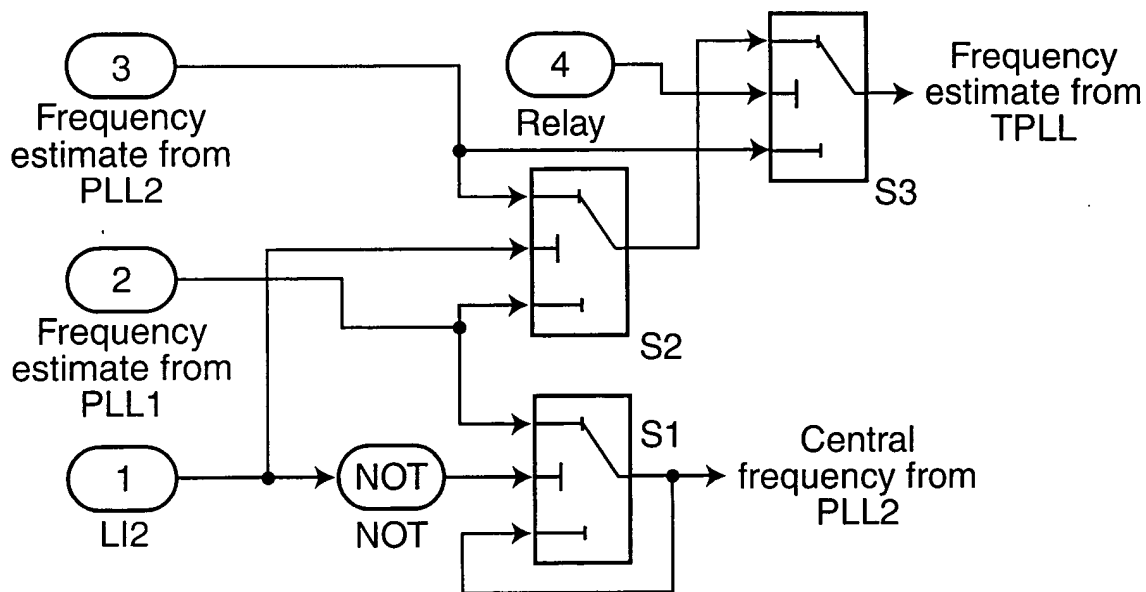 3
Frequency
estimate from
PLL2
4
Relay
Frequency
estimate from
TPLL
S3
2
Frequency
estimate from
PLL1
S2
1
LI2
NOT
NOT
S1
Central
frequency from
PLL2